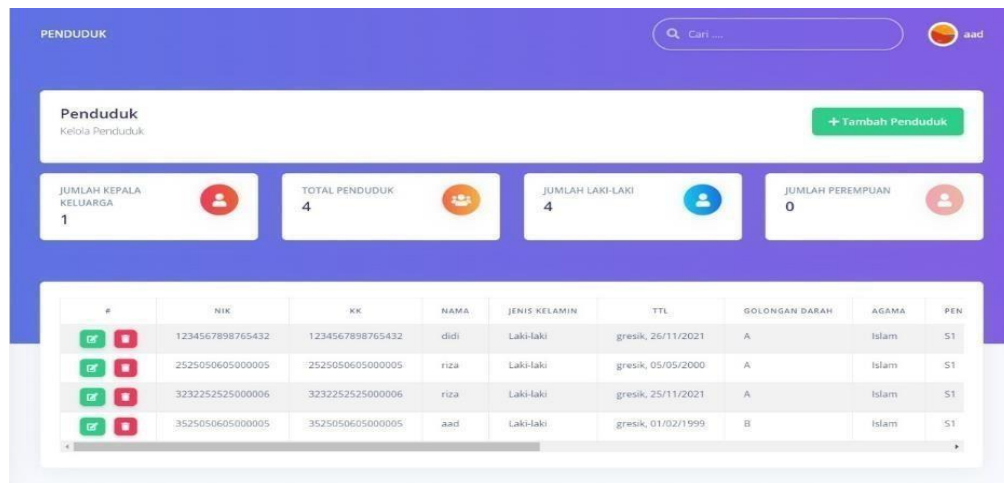 PENDUDUK
Cari ....
aad
Penduduk
Kelola Penduduk
+ Tambah Penduduk
JUMLAH KEPALA KELUARGA
1
TOTAL PENDUDUK
4
JUMLAH LAKI-LAKI
4
JUMLAH PEREMPUAN
0
# NIK KK NAMA JENIS KELAMIN TTL GOLONGAN DARAH AGAMA PEN
1234567898765432 1234567898765432 didi Laki-laki gresik, 26/11/2021 A Islam S1
2525050605000005 2525050605000005 riza Laki-laki gresik, 05/05/2000 A Islam S1
3232252525000006 3232252525000006 riza Laki-laki gresik, 25/11/2021 A Islam S1
3525050605000005 3525050605000005 aad Laki-laki gresik, 01/02/1999 B Islam S1